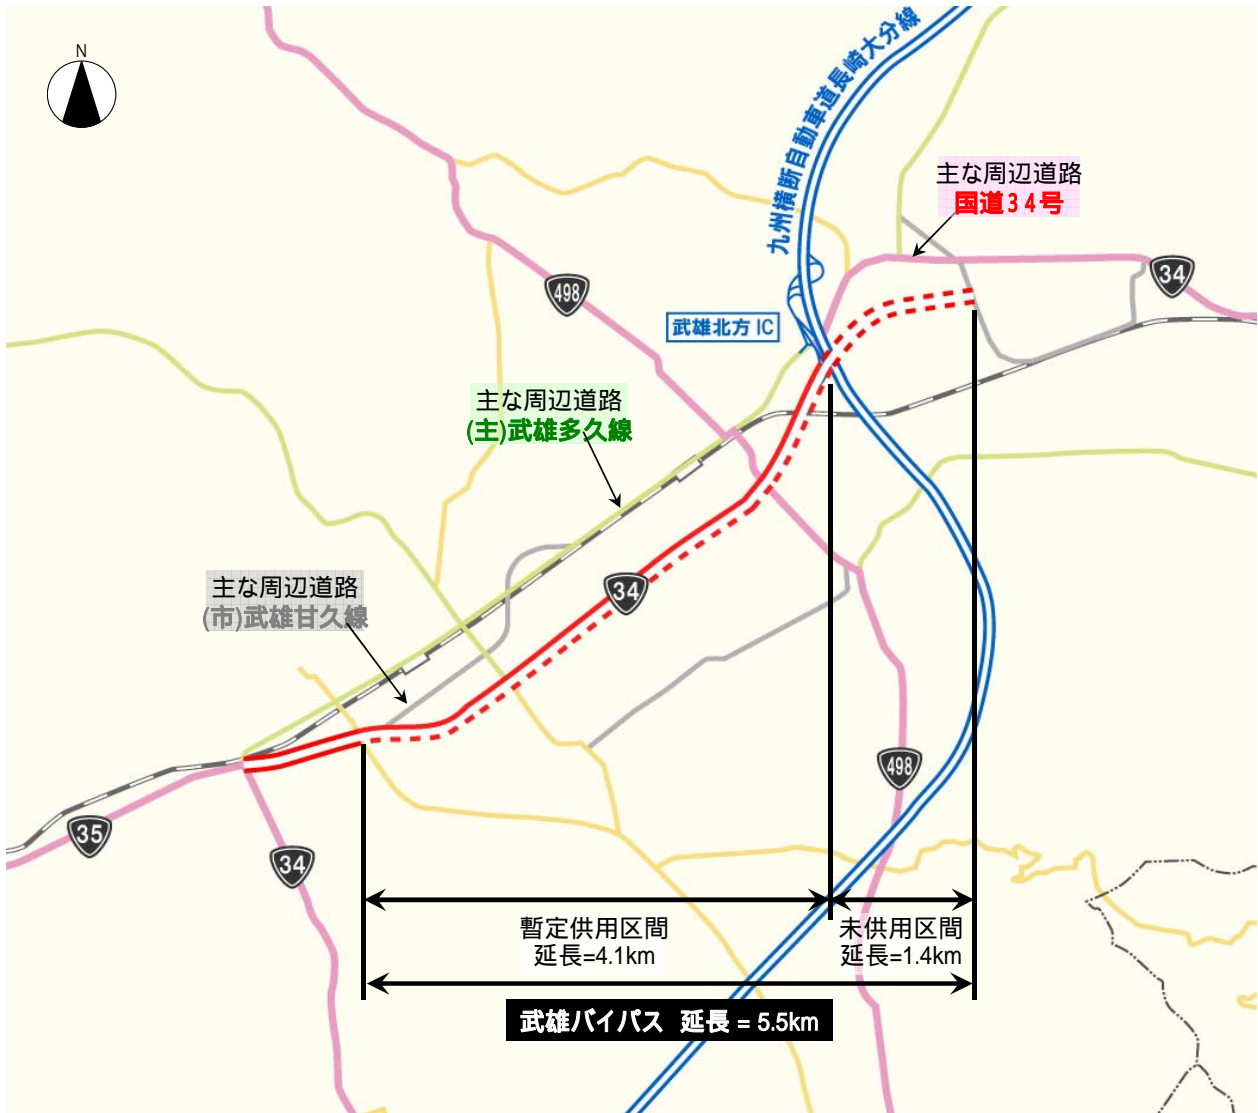 N
九州横断自動車道長崎大分線
主な周辺道路
国道34号
34
498
武雄北方 IC
主な周辺道路
(主)武雄多久線
主な周辺道路
(市)武雄甘久線
34
498
35
34
暫定供用区間
延長=4.1km
未供用区間
延長=1.4km
武雄バイパス 延長 = 5.5km